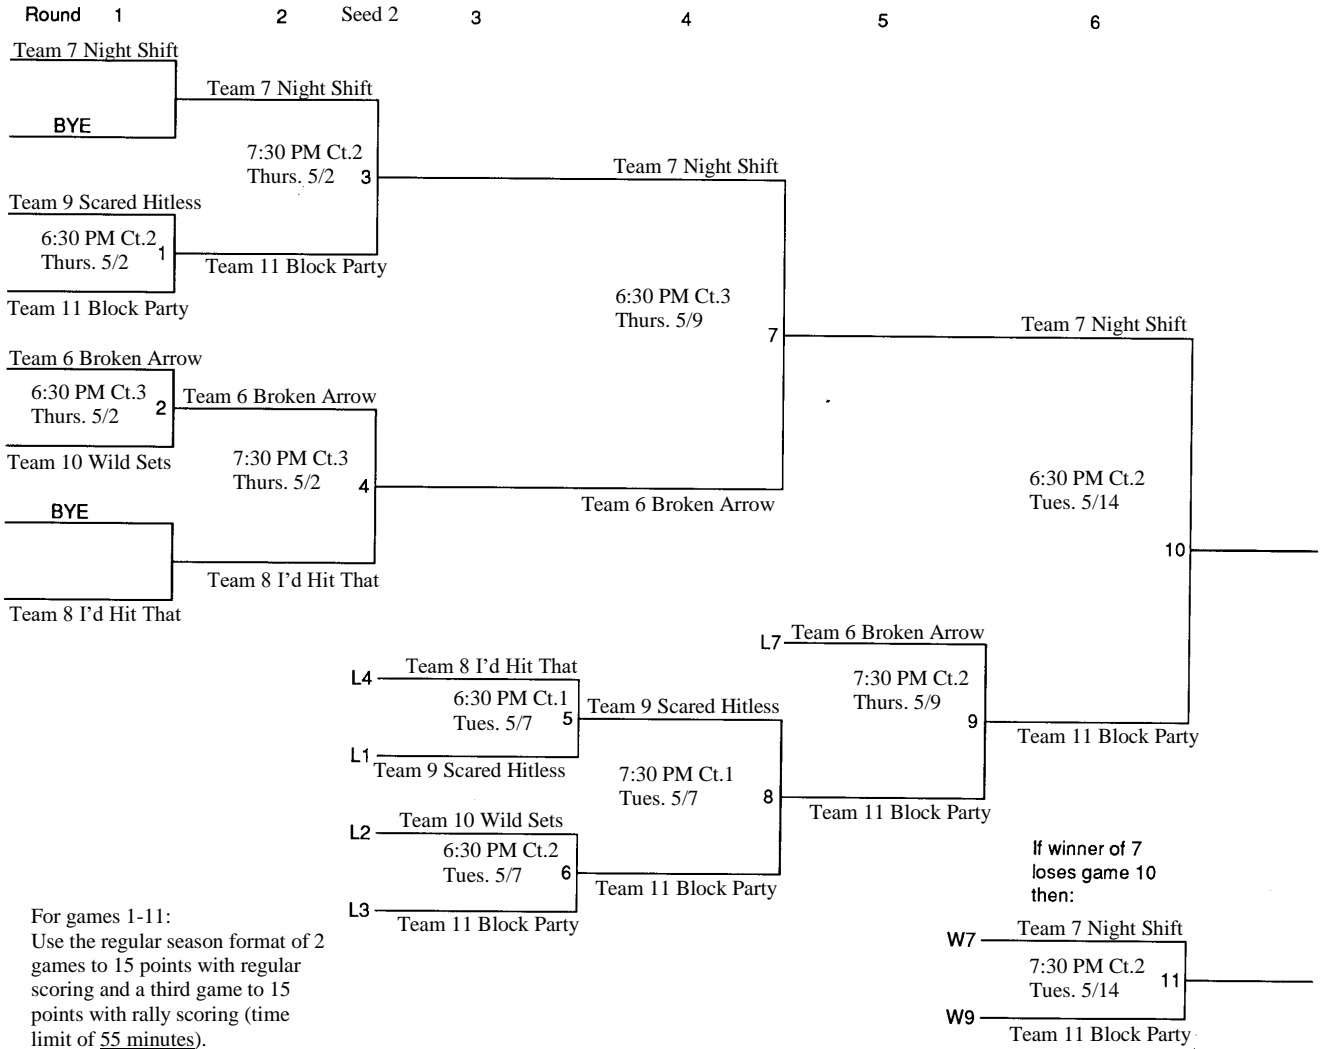 Round 1 2 Seed 2 3 4 5 6
Team 7 Night Shift
Team 7 Night Shift
BYE
7:30 PM Ct.2
Thurs. 5/2 3
Team 7 Night Shift
Team 9 Scared Hitless
6:30 PM Ct.2
Thurs. 5/2 1
Team 11 Block Party
Team 11 Block Party
6:30 PM Ct.3
Thurs. 5/9
7
Team 7 Night Shift
Team 6 Broken Arrow
6:30 PM Ct.3
Thurs. 5/2 2
Team 6 Broken Arrow
Team 10 Wild Sets
7:30 PM Ct.3
Thurs. 5/2
4
Team 6 Broken Arrow
6:30 PM Ct.2
Tues. 5/14
10
BYE
Team 8 I'd Hit That
Team 8 I'd Hit That
L7 Team 6 Broken Arrow
L4 Team 8 I'd Hit That
6:30 PM Ct.1
Tues. 5/7 5
Team 9 Scared Hitless
7:30 PM Ct.2
Thurs. 5/9
9
Team 11 Block Party
L1
Team 9 Scared Hitless
7:30 PM Ct.1
Tues. 5/7 8
Team 11 Block Party
L2 Team 10 Wild Sets
6:30 PM Ct.2
Tues. 5/7 6
Team 11 Block Party
L3
Team 11 Block Party
If winner of 7
loses game 10
then:
W7 Team 7 Night Shift
7:30 PM Ct.2
Tues. 5/14 11
W9
Team 11 Block Party
For games 1-11:
Use the regular season format of 2
games to 15 points with regular
scoring and a third game to 15
points with rally scoring (time
limit of 55 minutes).